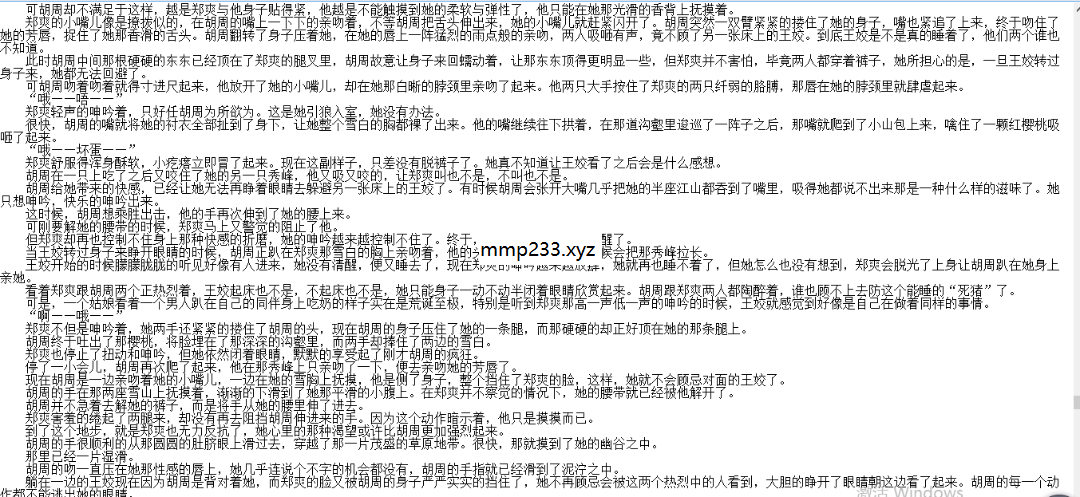 可胡周却不满足于这样，越是郑爽与他身子贴得紧，他越是不能触摸到她的柔软与弹性，他只能在她那光滑的香背上抚摸着。
郑爽的小嘴儿像是撩拨似的，在胡周的嘴上一下下的亲吻着，不等胡周把舌头伸出来，她的小嘴儿就赶紧闪开了。胡周突然一双臂紧紧的搂住了她的身子，嘴也紧追了上来，终于吻住了
她的芳唇，捉住了她那香滑的舌头。胡周翻转了身子压着她，在她的唇上一阵猛烈的雨点般的亲吻，两人吸咂有声，竟不顾了另一张床上的王姣。到底王姣是不是真的睡着了，他们两个谁也
不知道。
此时胡周中间那根硬硬的东东已经顶在了郑爽的腿叉里，胡周故意让身子来回蠕动着，让那东东顶得更明显一些，但郑爽并不害怕，毕竟两人都穿着裤子，她所担心的是，一旦王姣转过
身子来，她都无法回避了。
可胡周吻着吻着就得寸进尺起来，他放开了她的小嘴儿，却在她那白晰的脖颈里亲吻了起来。他两只大手按住了郑爽的两只纤弱的胳膊，那唇在她的脖颈里就肆虐起来。
“哦——唔——”
郑爽轻声的呻吟着，只好任胡周为所欲为。这是她引狼入室，她没有办法。
很快，胡周的嘴就将她的衬衣全部扯到了身下，让她整个雪白的胸都裸了出来。他的嘴继续往下拱着，在那道沟壑里逡巡了一阵子之后，那嘴就爬到了小山包上来，噙住了一颗红樱桃吸
咂了起来。
“哦——坏蛋——”
郑爽舒服得浑身酥软，小疙瘩立即冒了起来。现在这副样子，只差没有脱裤子了。她真不知道让王姣看了之后会是什么感想。
胡周在一只上吃了之后又咬住了她的另一只秀峰，他又吸又咬的，让郑爽叫也不是，不叫也不是。
胡周给她带来的快感，已经让她无法再睁着眼睛去躲避另一张床上的王姣了。有时候胡周会张开大嘴几乎把她的半座江山都吞到了嘴里，吸得她都说不出来那是一种什么样的滋味了。她
只想呻吟，快乐的呻吟出来。
这时候，胡周想乘胜出击，他的手再次伸到了她的腰上来。
可刚要解她的腰带的时候，郑爽马上又警觉的阻止了他。
但郑爽却再也控制不住身上那种快感的折磨，她的呻吟越来越控制不住了。终于，醒了。
当王姣转过身子来睁开眼睛的时候，胡周正趴在郑爽那雪白的胸上亲吻着，他的候会把那秀峰拉长。
mmp233.xyz
王姣开始的时候朦朦胧胧的听见好像有人进来，她没有清醒，便又睡去了，现在郑爽的呻吟越来越放肆，她就再也睡不着了，但她怎么也没有想到，郑爽会脱光了上身让胡周趴在她身上
亲她。
看着郑爽跟胡周两个正热烈着，王姣起床也不是，不起床也不是，她只能身子一动不动半闭着眼睛欣赏起来。胡周跟郑爽两人都陶醉着，谁也顾不上去防这个能睡的“死猪”了。
可是，一个姑娘看着一个男人趴在自己的同伴身上吃奶的样子实在是荒诞至极，特别是听到郑爽那高一声低一声的呻吟的时候，王姣就感觉到好像是自己在做着同样的事情。
“啊——哦——”
郑爽不但是呻吟着，她两手还紧紧的搂住了胡周的头，现在胡周的身子压住了她的一条腿，而那硬硬的却正好顶在她的那条腿上。
胡周终于吐出了那樱桃，将脸埋在了那深深的沟壑里，而两手却捧住了两边的雪白。
郑爽也停止了扭动和呻吟，但她依然闭着眼睛，默默的享受起了刚才胡周的疯狂。
停了一小会儿，胡周再次爬了起来，他在那秀峰上只亲吻了一下，便去亲吻她的芳唇了。
现在胡周是一边亲吻着她的小嘴儿，一边在她的雪胸上抚摸，他是侧了身子，整个挡住了郑爽的脸，这样，她就不会顾忌对面的王姣了。
胡周的手在那两座雪山上抚摸着，渐渐的下滑到了她那平滑的小腹上。在郑爽并不察觉的情况下，她的腰带就已经被他解开了。
胡周并不急着去解她的裤子，而是将手从她的腰里伸了进去。
郑爽害羞的绻起了两腿来，却没有再去阻挡胡周伸进来的手。因为这个动作暗示着，他只是摸摸而已。
到了这个地步，就是郑爽也无力反抗了，她心里的那种渴望或许比胡周更加强烈起来。
胡周的手很顺利的从那圆圆的肚脐眼上滑过去，穿越了那一片茂盛的草原地带。很快，那就摸到了她的幽谷之中。
那里已经一片湿滑。
胡周的吻一直压在她那性感的唇上，她几乎连说个不字的机会都没有，胡周的手指就已经滑到了泥泞之中。
躺在一边的王姣现在因为胡周是背对着她，而郑爽的脸又被胡周的身子严严实实的挡住了，她不再顾忌会被这两个热烈中的人看到，大胆的睁开了眼睛朝这边看了起来。胡周的每一个动
作都不能逃出她的眼睛。
激活 Windows